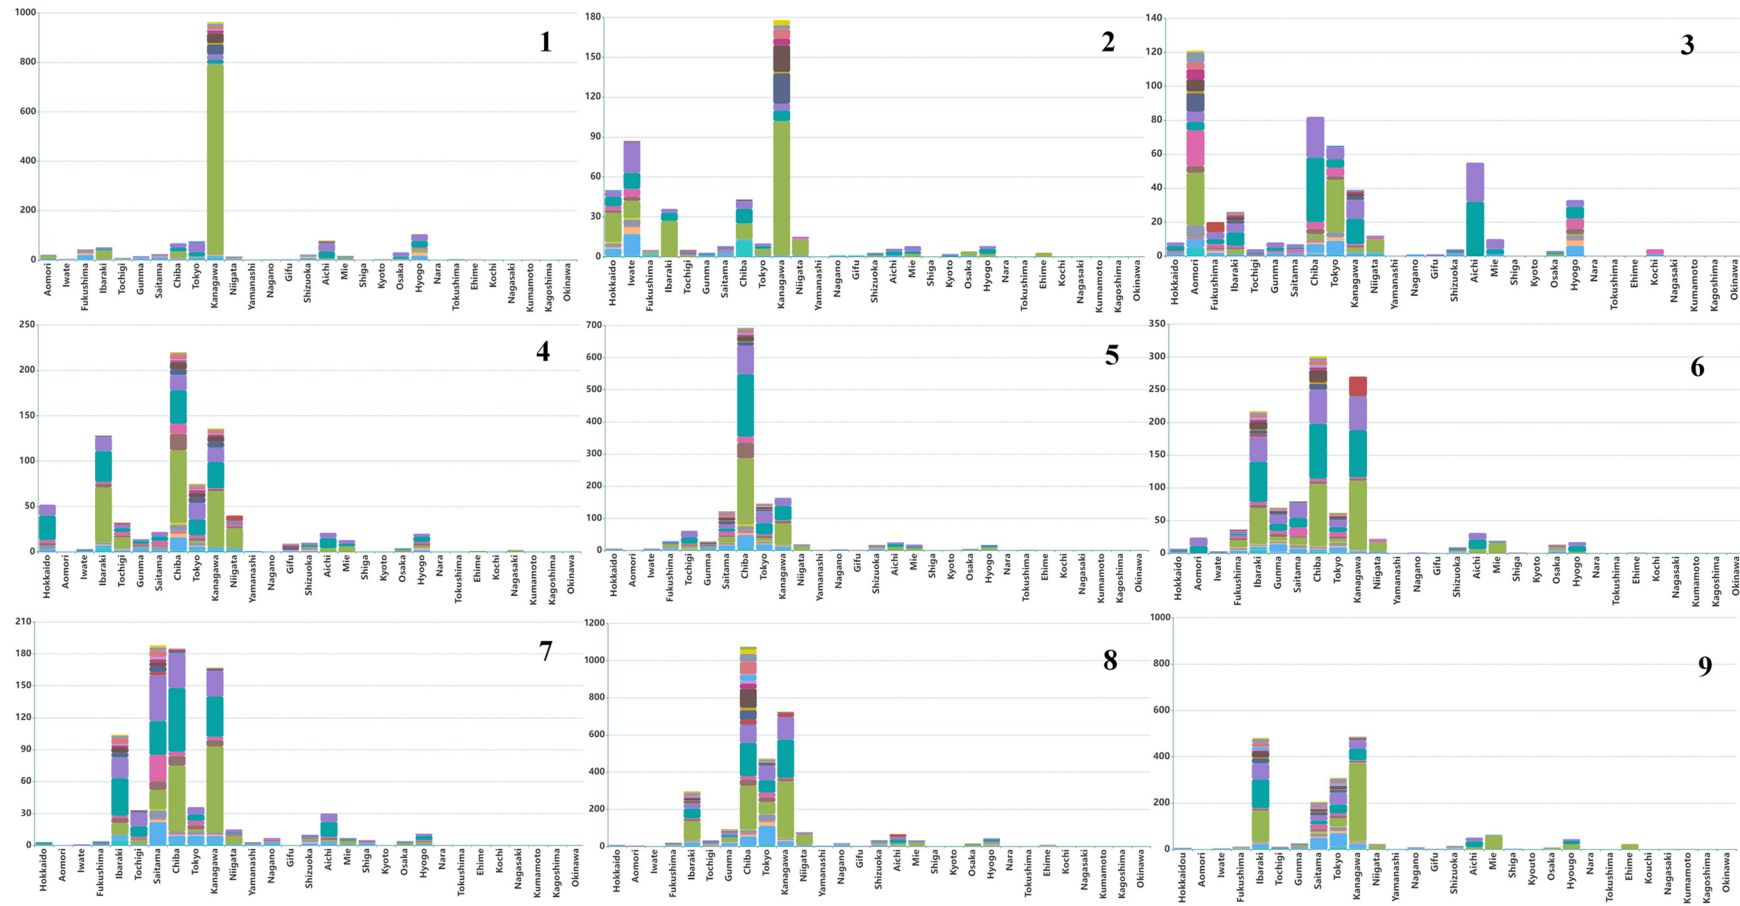 1000
800
600
400
200
0
1
Aomori
Iwate
Fukushima
Ibaraki
Tochigi
Gunma
Saitama
Chiba
Tokyo
Kanagawa
Niigata
Yamanashi
Nagano
Gifu
Shizuoka
Aichi
Mie
Shiga
Kyoto
Osaka
Hyogo
Nara
Tokushima
Ehime
Kochi
Nagasaki
Kumamoto
Kagoshima
Okinawa
180
150
120
90
60
30
0
2
Hokkaido
Iwate
Fukushima
Ibaraki
Tochigi
Gunma
Saitama
Chiba
Tokyo
Kanagawa
Niigata
Yamanashi
Nagano
Gifu
Shizuoka
Aichi
Mie
Shiga
Kyoto
Osaka
Hyogo
Nara
Tokushima
Ehime
Kochi
Nagasaki
Kumamoto
Kagoshima
Okinawa
140
120
100
80
60
40
20
0
3
Hokkaido
Aomori
Fukushima
Ibaraki
Tochigi
Gunma
Saitama
Chiba
Tokyo
Kanagawa
Niigata
Yamanashi
Nagano
Gifu
Shizuoka
Aichi
Mie
Shiga
Kyoto
Osaka
Hyogo
Nara
Tokushima
Ehime
Kochi
Nagasaki
Kumamoto
Kagoshima
Okinawa
250
200
150
100
50
0
4
Hokkaido
Aomori
Iwate
Ibaraki
Tochigi
Gunma
Saitama
Chiba
Tokyo
Kanagawa
Niigata
Yamanashi
Nagano
Gifu
Shizuoka
Aichi
Mie
Shiga
Kyoto
Osaka
Hyogo
Nara
Tokushima
Ehime
Kochi
Nagasaki
Kumamoto
Kagoshima
Okinawa
700
600
500
400
300
200
100
0
5
Hokkaido
Aomori
Iwate
Fukushima
Tochigi
Gunma
Saitama
Chiba
Tokyo
Kanagawa
Niigata
Yamanashi
Nagano
Gifu
Shizuoka
Aichi
Mie
Shiga
Kyoto
Osaka
Hyogo
Nara
Tokushima
Ehime
Kochi
Nagasaki
Kumamoto
Kagoshima
Okinawa
350
300
250
200
150
100
50
0
6
Hokkaido
Aomori
Iwate
Fukushima
Ibaraki
Gunma
Saitama
Chiba
Tokyo
Kanagawa
Niigata
Yamanashi
Nagano
Gifu
Shizuoka
Aichi
Mie
Shiga
Kyoto
Osaka
Hyogo
Nara
Tokushima
Ehime
Kochi
Nagasaki
Kumamoto
Kagoshima
Okinawa
210
180
150
120
90
60
30
0
7
Hokkaido
Aomori
Iwate
Fukushima
Ibaraki
Tochigi
Saitama
Chiba
Tokyo
Kanagawa
Niigata
Yamanashi
Nagano
Gifu
Shizuoka
Aichi
Mie
Shiga
Kyoto
Osaka
Hyogo
Nara
Tokushima
Ehime
Kochi
Nagasaki
Kumamoto
Kagoshima
Okinawa
1200
1000
800
600
400
200
0
8
Hokkaido
Aomori
Iwate
Fukushima
Ibaraki
Tochigi
Gunma
Chiba
Tokyo
Kanagawa
Niigata
Yamanashi
Nagano
Gifu
Shizuoka
Aichi
Mie
Shiga
Kyoto
Osaka
Hyogo
Nara
Tokushima
Ehime
Kochi
Nagasaki
Kumamoto
Kagoshima
Okinawa
1000
800
600
400
200
0
9
Hokkaidou
Aomori
Iwate
Fukushima
Ibaraki
Tochigi
Gunma
Saitama
Tokyo
Kanagawa
Niigata
Yamanashi
Nagano
Gifu
Shizuoka
Aichi
Mie
Shiga
Kyouto
Osaka
Hyougo
Nara
Tokushima
Ehime
Kouchi
Nagasaki
Kumamoto
Kagoshima
Okinawa